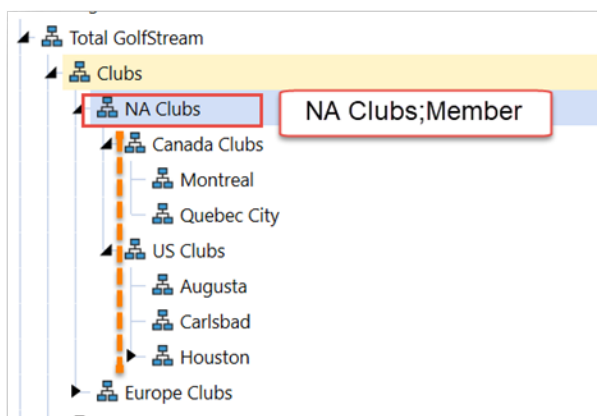 Total GolfStream
Clubs
NA Clubs
NA Clubs;Member
Canada Clubs
Montreal
Quebec City
US Clubs
Augusta
Carlsbad
Houston
Europe Clubs